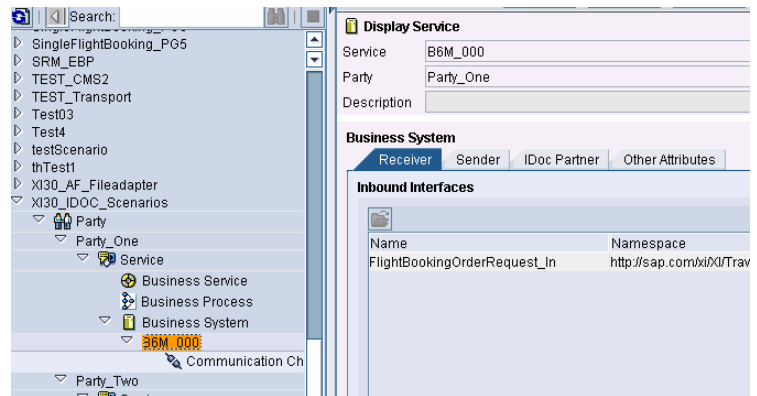 Search:
SingleFlightBooking_PG5
SRM_EBP
TEST_CMS2
TEST_Transport
Test03
Test4
testScenario
thTest1
XI30_AF_Fileadapter
XI30_IDOC_Scenarios
Party
Party_One
Service
Business Service
Business Process
Business System
B6M_000
Communication Ch
Party_Two
Display Service
Service B6M_000
Party Party_One
Description
Business System
Receiver Sender IDoc Partner Other Attributes
Inbound Interfaces
Name Namespace
FlightBookingOrderRequest_In http://sap.com/xi/XI/Trav